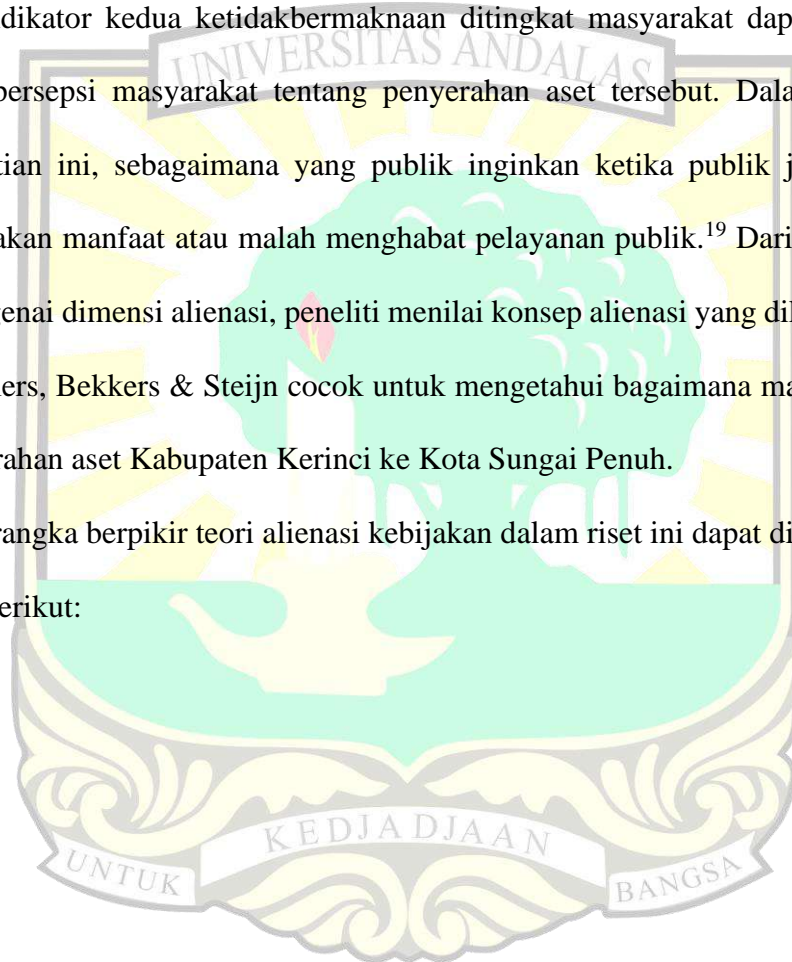 dikator kedua ketidakbermaknaan ditingkat masyarakat dap
UNIVERSITAS ANDALAS
persepsi masyarakat tentang penyerahan aset tersebut. Dala
tian ini, sebagaimana yang publik inginkan ketika publik j
akan manfaat atau malah menghabat pelayanan publik.19 Dari
genai dimensi alienasi, peneliti menilai konsep alienasi yang dil
ers, Bekkers & Steijn cocok untuk mengetahui bagaimana ma
rahan aset Kabupaten Kerinci ke Kota Sungai Penuh.
rangka berpikir teori alienasi kebijakan dalam riset ini dapat di
erikut:
KEDJADJAAN
UNTUK BANGSA